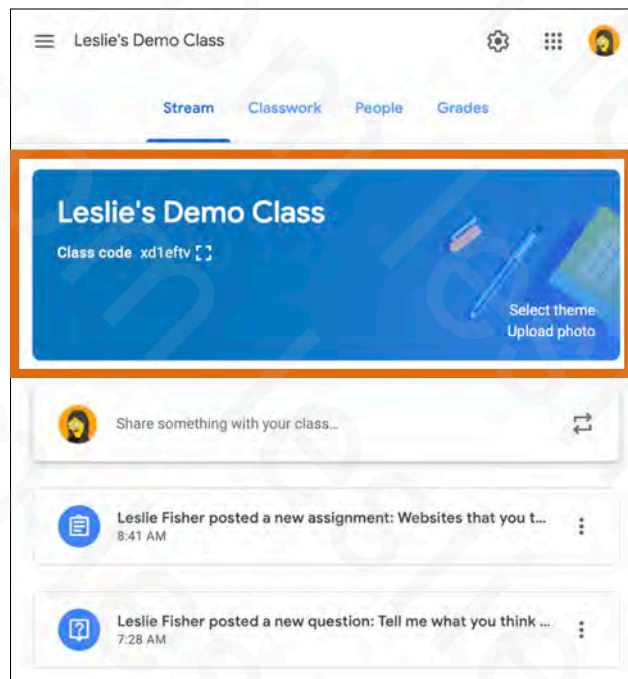 Leslie's Demo Class
Stream Classwork People Grades
Leslie's Demo Class
Class code xd1eftv
Select theme
Upload photo
Share something with your class...
Leslie Fisher posted a new assignment: Websites that you t...
8:41 AM
Leslie Fisher posted a new question: Tell me what you think ...
7:28 AM